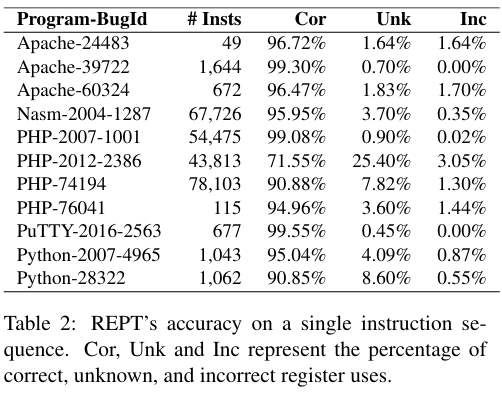 Program-BugId # Insts Cor Unk Inc
Apache-24483 49 96.72% 1.64% 1.64%
Apache-39722 1,644 99.30% 0.70% 0.00%
Apache-60324 672 96.47% 1.83% 1.70%
Nasm-2004-1287 67,726 95.95% 3.70% 0.35%
PHP-2007-1001 54,475 99.08% 0.90% 0.02%
PHP-2012-2386 43,813 71.55% 25.40% 3.05%
PHP-74194 78,103 90.88% 7.82% 1.30%
PHP-76041 115 94.96% 3.60% 1.44%
PuTTY-2016-2563 677 99.55% 0.45% 0.00%
Python-2007-4965 1,043 95.04% 4.09% 0.87%
Python-28322 1,062 90.85% 8.60% 0.55%
Table 2: REPT's accuracy on a single instruction se-
quence. Cor, Unk and Inc represent the percentage of
correct, unknown, and incorrect register uses.